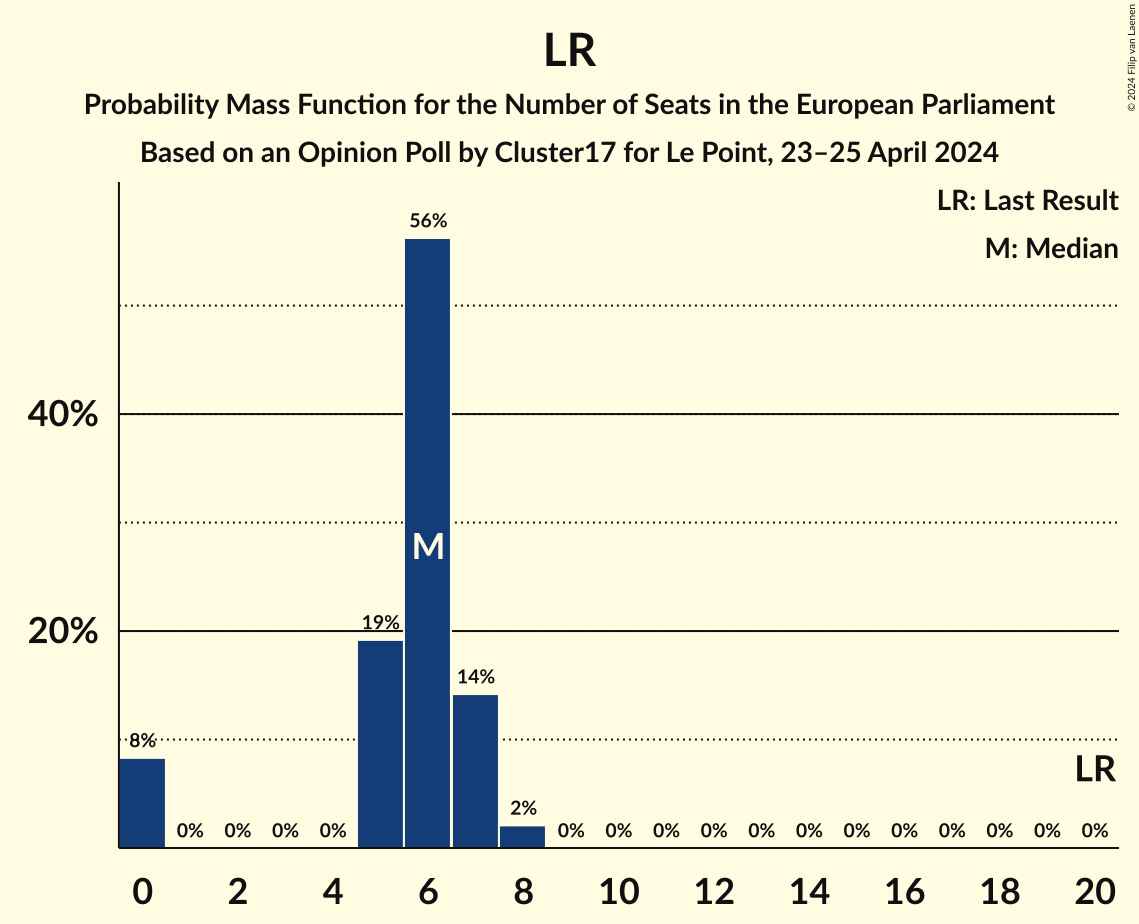 LR
Probability Mass Function for the Number of Seats in the European Parliament
Based on an Opinion Poll by Cluster17 for Le Point, 23–25 April 2024
© 2024 Filip van Laenen
LR: Last Result
M: Median
56%
40%
M
20%
19%
14%
8%
LR
2%
0% 0% 0% 0% 0% 0% 0% 0% 0% 0% 0% 0% 0% 0% 0% 0%
0 2 4 6 8 10 12 14 16 18 20